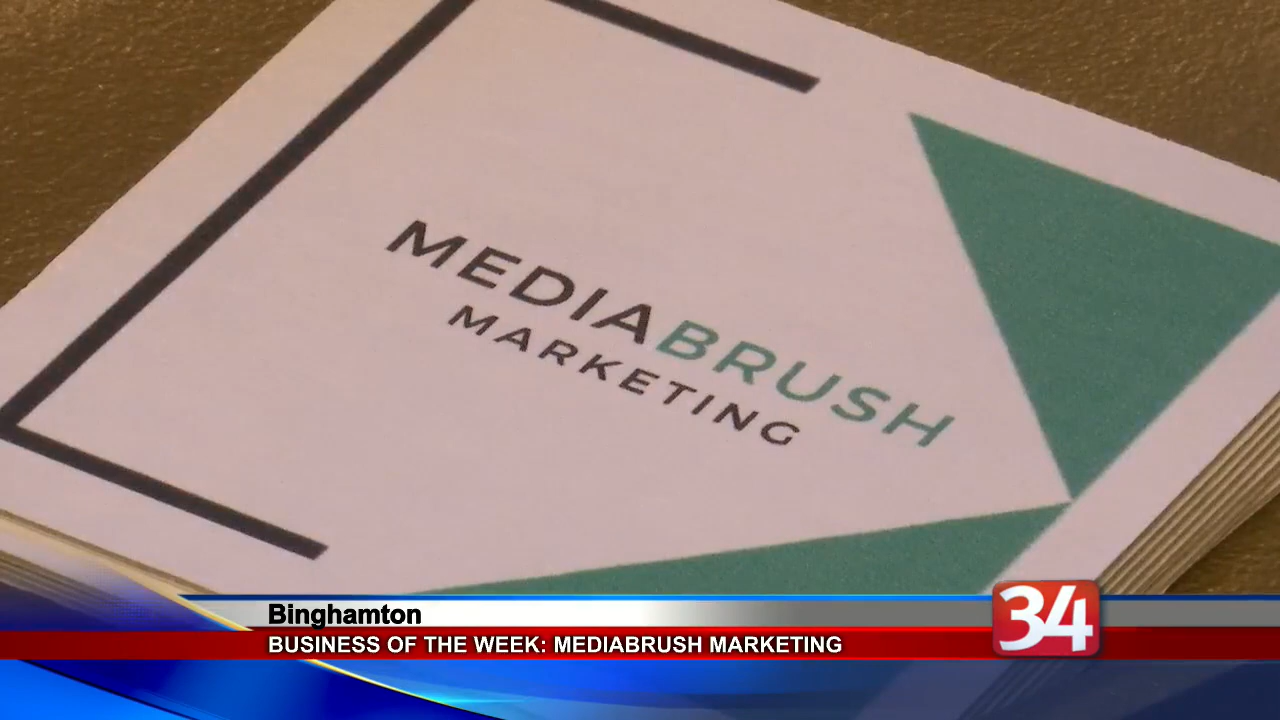 MEDIABRUSH
MARKETING
Binghamton
34
BUSINESS OF THE WEEK: MEDIABRUSH MARKETING